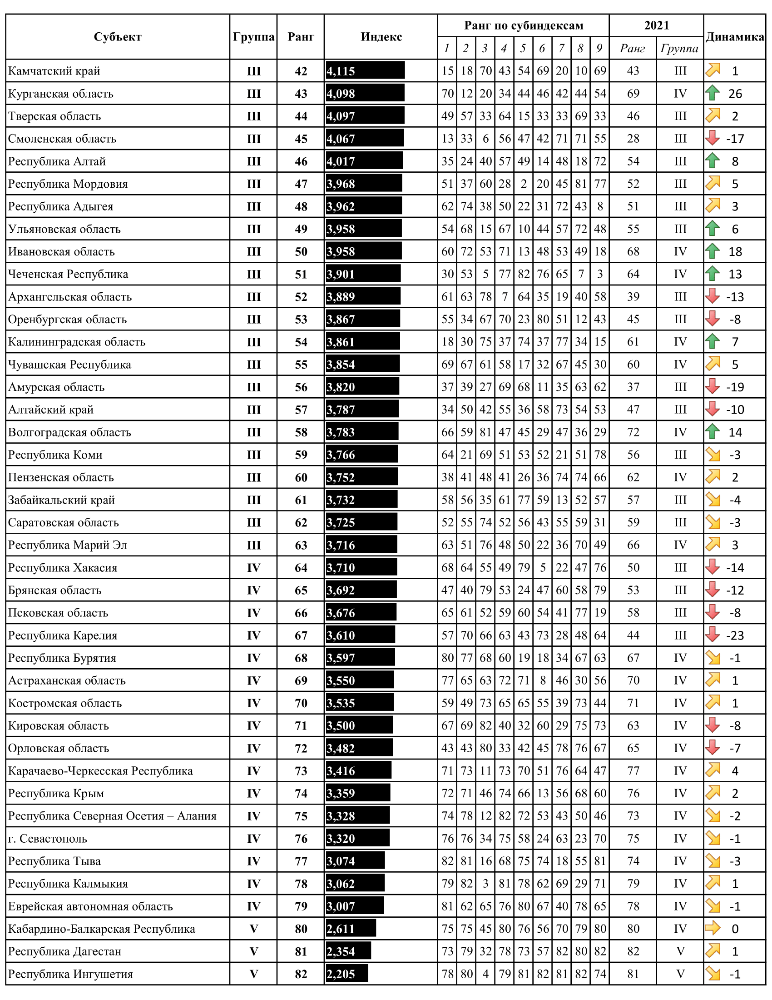 Субъект Группа Ранг Индекс Ранг по субиндексам 2021 Динамика
1 2 3 4 5 6 7 8 9 Ранг Группа
Камчатский край III 42 4,115 15 18 70 43 54 69 20 10 69 43 III 1
Курганская область III 43 4,098 70 12 20 34 44 46 42 44 54 69 IV 26
Тверская область III 44 4,097 49 57 33 64 15 33 33 69 33 46 III 2
Смоленская область III 45 4,067 13 33 6 56 47 42 71 71 55 28 III -17
Республика Алтай III 46 4,017 35 24 40 57 49 14 48 18 72 54 III 8
Республика Мордовия III 47 3,968 51 37 60 28 2 20 45 81 77 52 III 5
Республика Адыгея III 48 3,962 62 74 38 50 22 31 72 43 8 51 III 3
Ульяновская область III 49 3,958 54 68 15 67 10 44 57 72 48 55 III 6
Ивановская область III 50 3,958 60 72 53 71 13 48 53 49 18 68 IV 18
Чеченская Республика III 51 3,901 30 53 5 77 82 76 65 7 3 64 IV 13
Архангельская область III 52 3,889 61 63 78 7 64 35 19 40 58 39 III -13
Оренбургская область III 53 3,867 55 34 67 70 23 80 51 12 43 45 III -8
Калининградская область III 54 3,861 18 30 75 37 74 37 77 34 15 61 IV 7
Чувашская Республика III 55 3,854 69 67 61 58 17 32 67 45 30 60 IV 5
Амурская область III 56 3,820 37 39 27 69 68 11 35 63 62 37 III -19
Алтайский край III 57 3,787 34 50 42 55 36 58 73 54 53 47 III -10
Волгоградская область III 58 3,783 66 59 81 47 45 29 47 36 29 72 IV 14
Республика Коми III 59 3,766 64 21 69 51 53 52 21 51 78 56 III -3
Пензенская область III 60 3,752 38 41 48 41 26 36 74 74 66 62 IV 2
Забайкальский край III 61 3,732 58 56 35 61 77 59 13 52 57 57 III -4
Саратовская область III 62 3,725 52 55 74 52 56 43 55 59 31 59 III -3
Республика Марий Эл III 63 3,716 63 51 76 48 50 22 36 70 49 66 IV 3
Республика Хакасия IV 64 3,710 68 64 55 49 79 5 22 47 76 50 III -14
Брянская область IV 65 3,692 47 40 79 53 24 47 60 58 79 53 III -12
Псковская область IV 66 3,676 65 61 52 59 60 54 41 77 19 58 III -8
Республика Карелия IV 67 3,610 57 70 66 63 43 73 28 48 64 44 III -23
Республика Бурятия IV 68 3,597 80 77 68 60 19 18 34 67 63 67 IV -1
Астраханская область IV 69 3,550 77 65 63 72 71 8 46 30 56 70 IV 1
Костромская область IV 70 3,535 59 49 73 65 65 55 39 73 44 71 IV 1
Кировская область IV 71 3,500 67 69 82 40 32 60 29 75 73 63 IV -8
Орловская область IV 72 3,482 43 43 80 33 42 45 78 76 67 65 IV -7
Карачаево-Черкесская Республика IV 73 3,416 71 73 11 73 70 51 76 64 47 77 IV 4
Республика Крым IV 74 3,359 72 71 46 74 66 13 56 68 60 76 IV 2
Республика Северная Осетия – Алания IV 75 3,328 74 78 12 82 72 53 43 50 46 73 IV -2
г. Севастополь IV 76 3,320 76 76 34 75 58 24 63 23 70 75 IV -1
Республика Тыва IV 77 3,074 82 81 16 68 75 74 18 55 81 74 IV -3
Республика Калмыкия IV 78 3,062 79 82 3 81 78 62 69 29 71 79 IV 1
Еврейская автономная область IV 79 3,007 81 62 65 76 80 67 40 78 65 78 IV -1
Кабардино-Балкарская Республика V 80 2,611 75 75 45 80 76 56 70 79 80 80 IV 0
Республика Дагестан V 81 2,354 73 79 32 78 73 57 82 80 82 82 V 1
Республика Ингушетия V 82 2,205 78 80 4 79 81 82 81 82 74 81 V -1